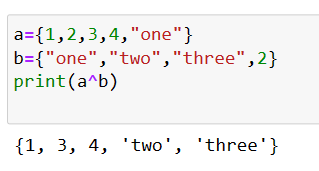 a={1,2,3,4,"one"}
b={"one","two","three",2}
print(a^b)
{1, 3, 4, 'two', 'three'}